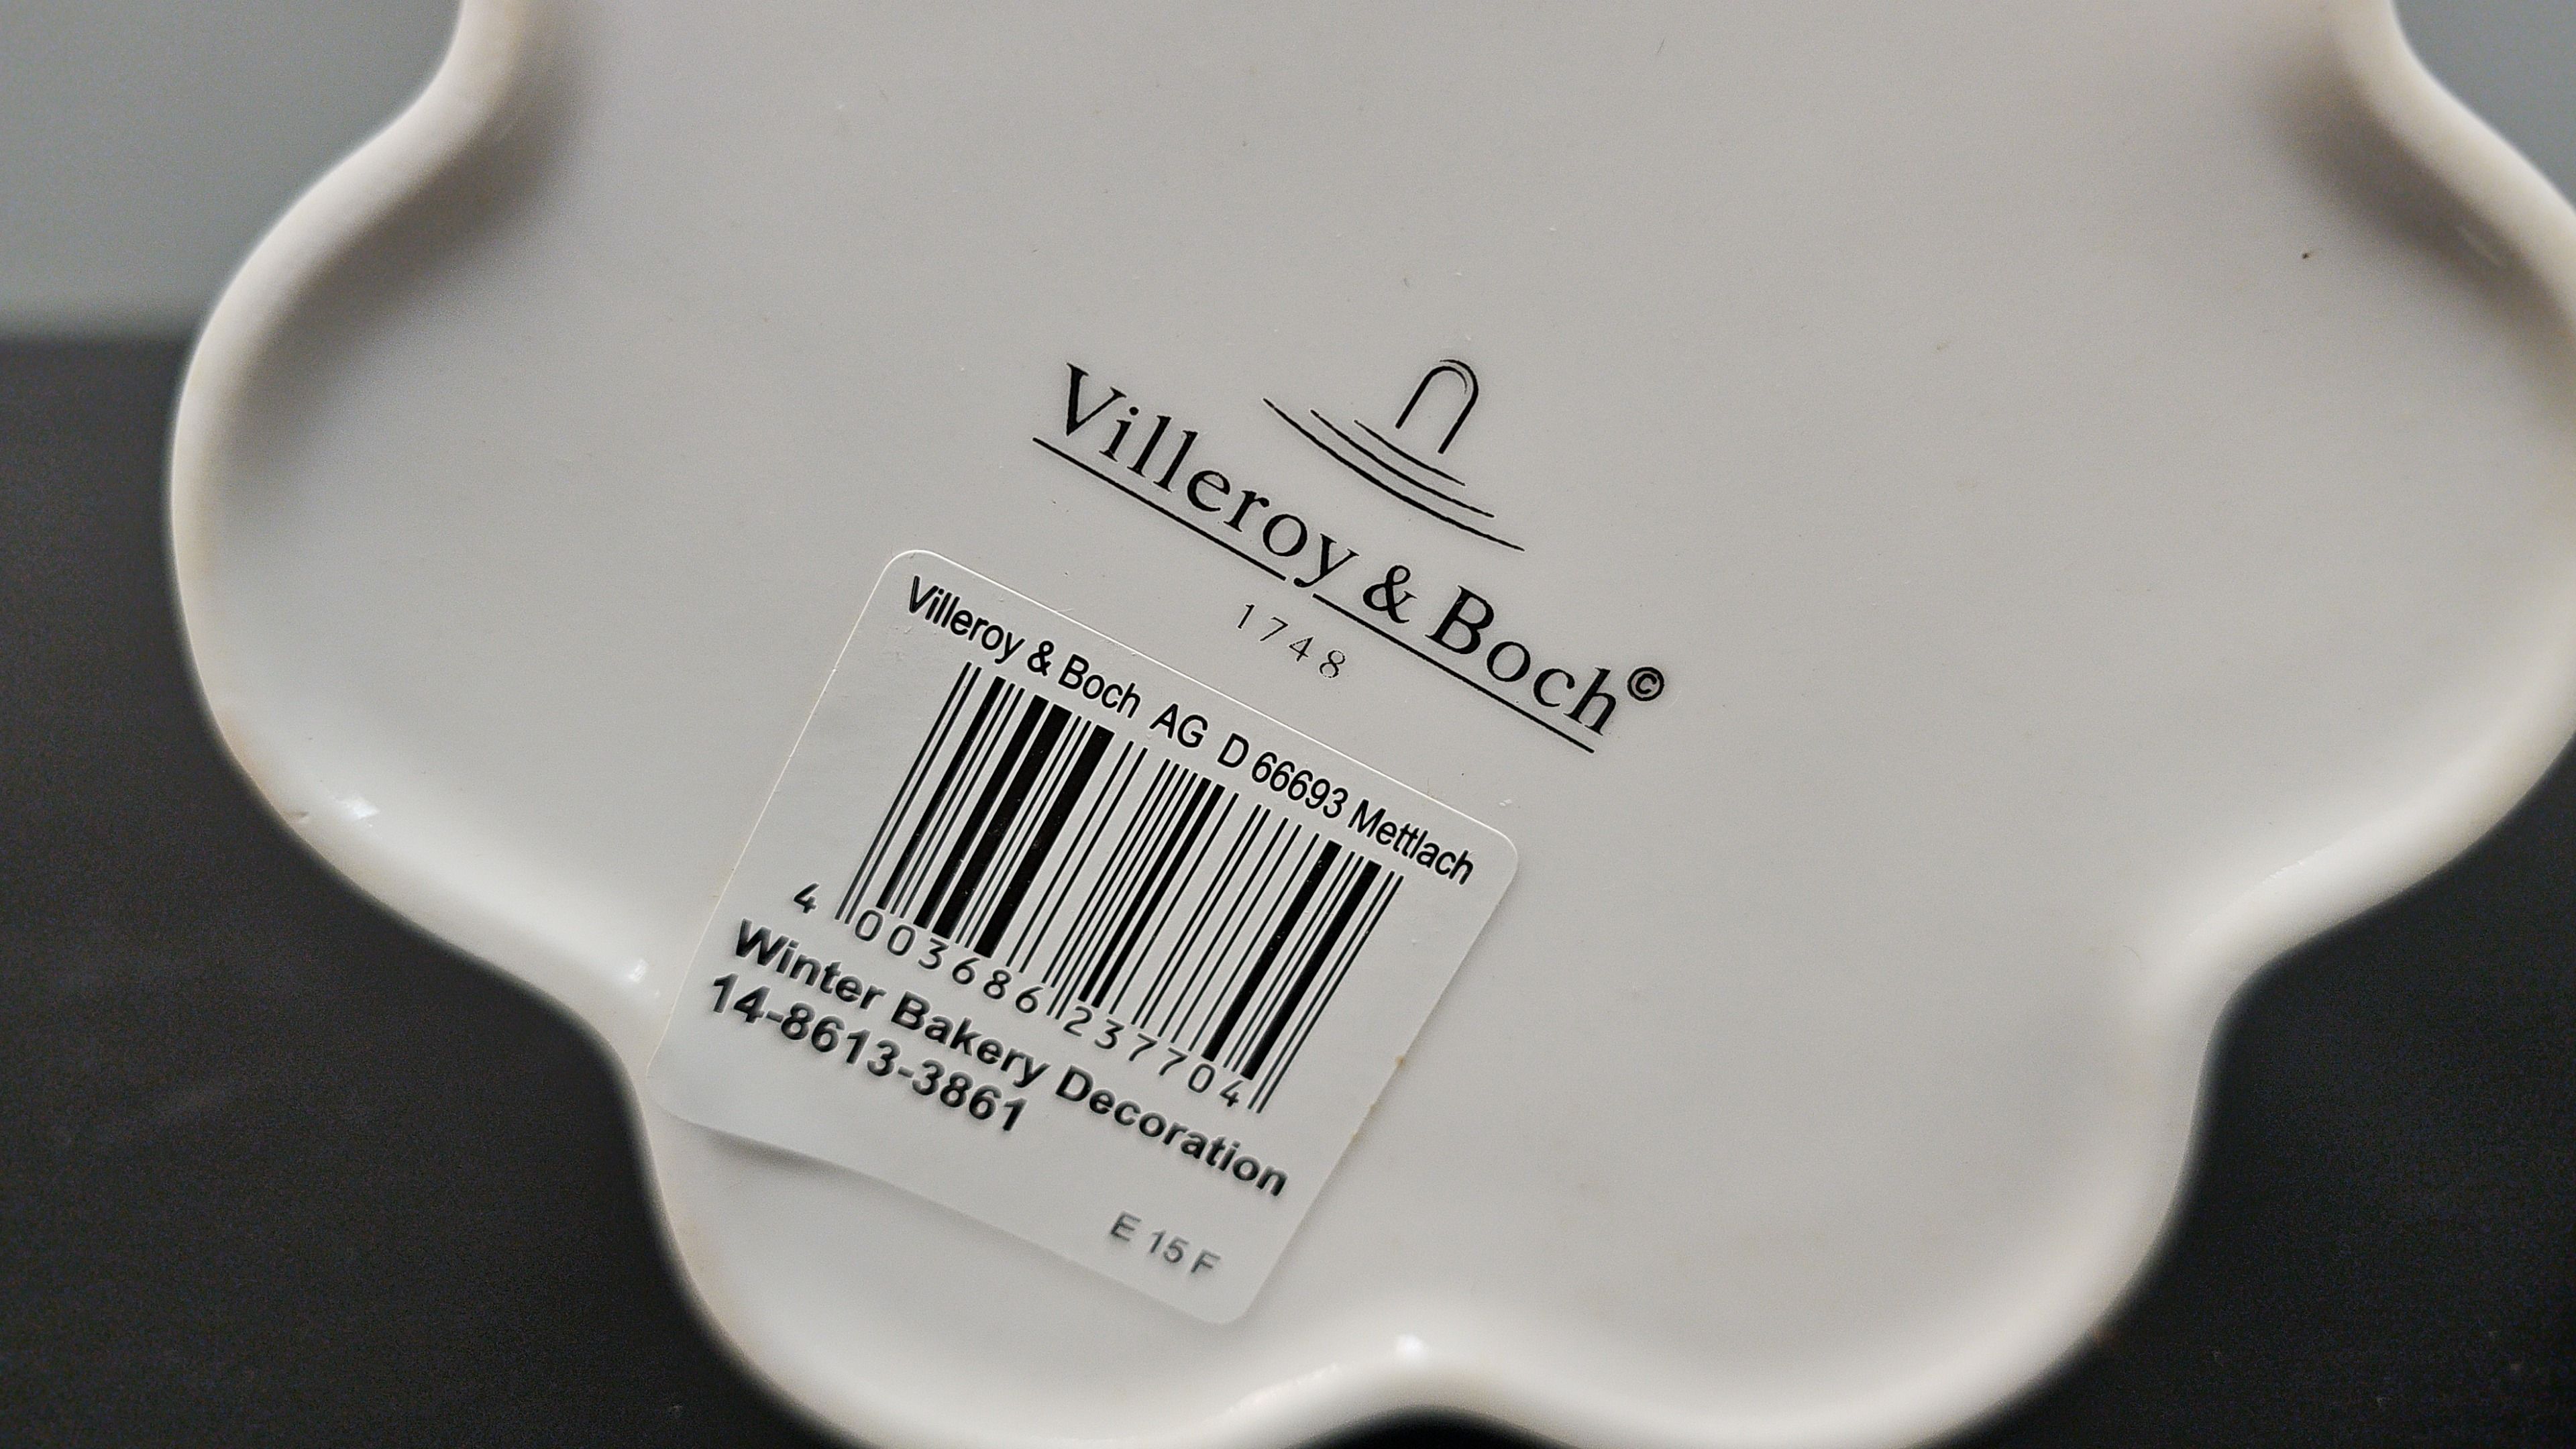 Villeroy & Boch©
1748
Villeroy & Boch AG D 66693 Mettlach
4 003686 237704
Winter Bakery Decoration
14-8613-3861
E 15 F